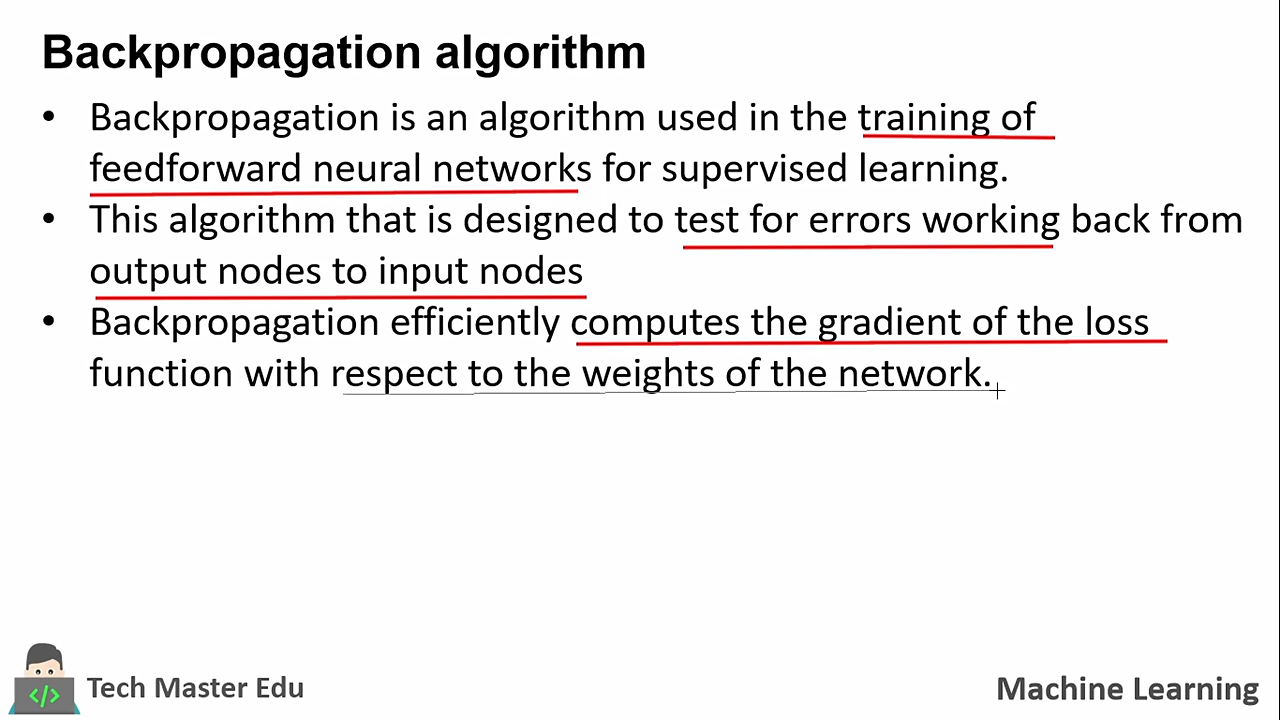 Backpropagation algorithm
• Backpropagation is an algorithm used in the training of
feedforward neural networks for supervised learning.
• This algorithm that is designed to test for errors working back from
output nodes to input nodes
• Backpropagation efficiently computes the gradient of the loss
function with respect to the weights of the network.
</>
Tech Master Edu
Machine Learning